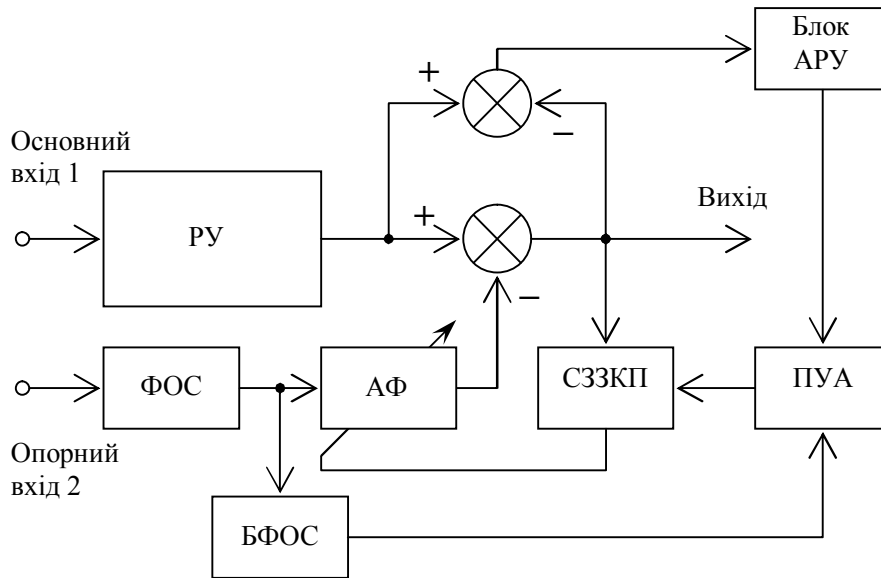 Блок
АРУ
+
−
Основний
вхід 1
РУ
+
−
Вихід
ФОС
АФ
СЗЗКП
ПУА
Опорний
вхід 2
БФОС